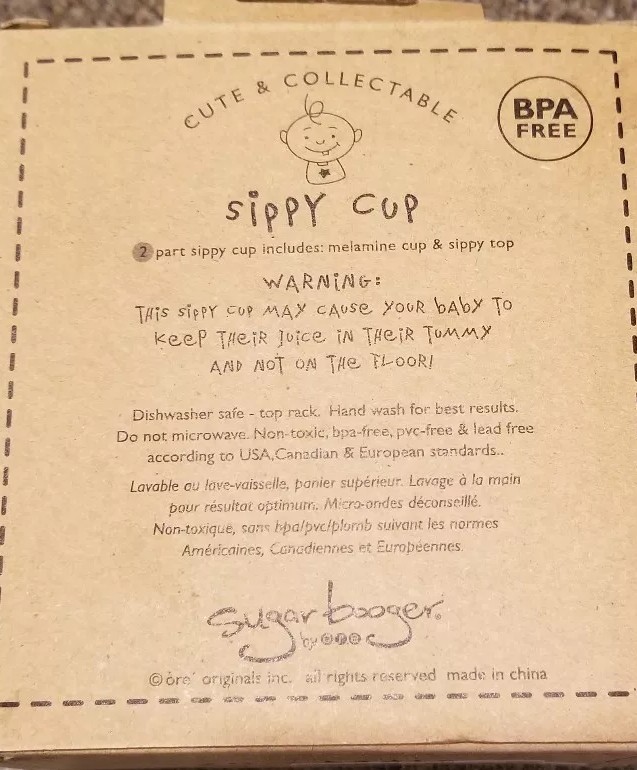 CUTE & COLLECTABLE
BPA
FREE
sippy cup
2 part sippy cup includes: melamine cup & sippy top
WARNING:
THis sippy cup MAY cAuse youR bAby To
keep THeiR Juice iN THeiR TuMMy
AND NOT ON THe FLOOR!
Dishwasher safe - top rack. Hand wash for best results.
Do not microwave. Non-toxic, bpa-free, pvc-free & lead free
according to USA,Canadian & European standards..
Lavable au lave-vaisselle, panier supérieur. Lavage à la main
pour résultat optimum. Micro-ondes déconseillé.
Non-toxique, sans bpa/pvc/plomb suivant les normes
Américaines, Canadiennes et Européennes.
sugarbooger.
by ore
© ore' originals inc. all rights reserved made in china